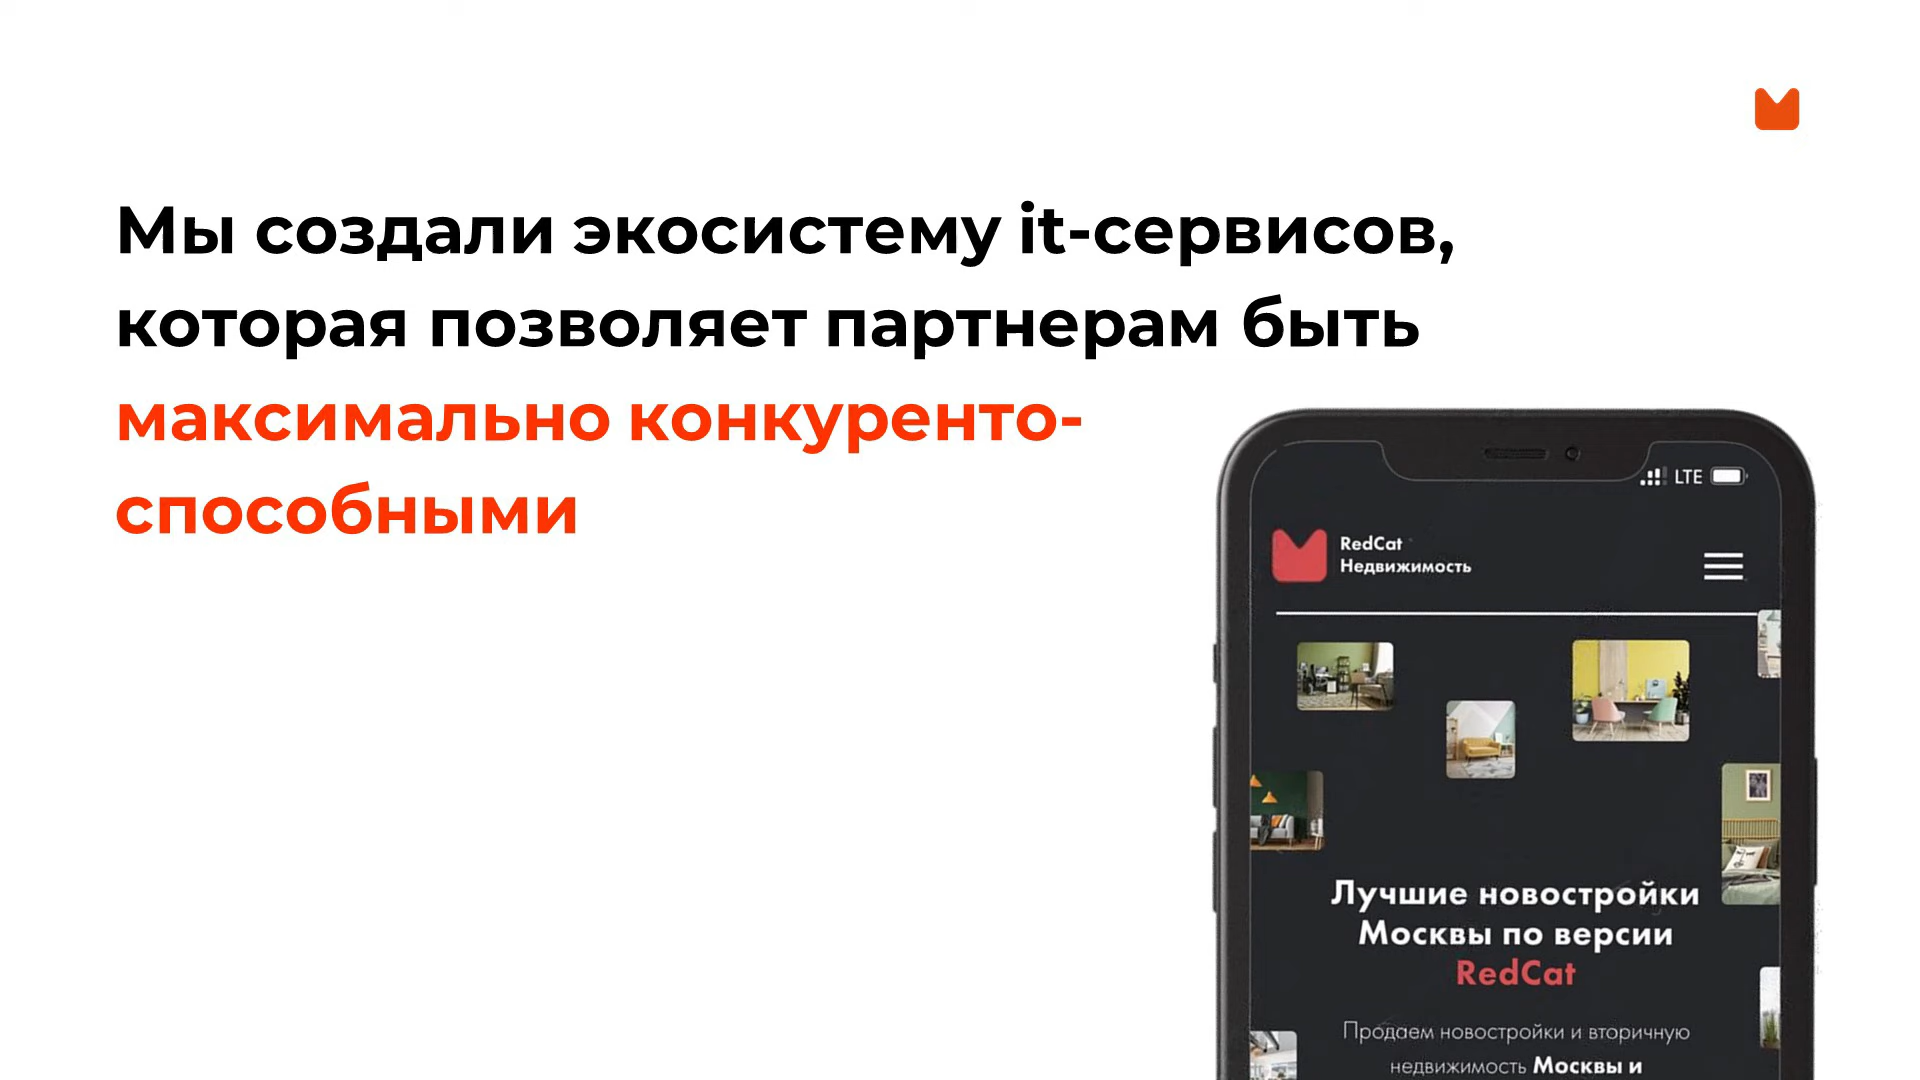 Мы создали экосистему it-сервисов,
которая позволяет партнерам быть
максимально конкуренто-
способными
LTE
RedCat
Недвижимость
Лучшие новостройки
Москвы по версии
RedCat
Продаем новостройки и вторичную
недвижимость Москвы и